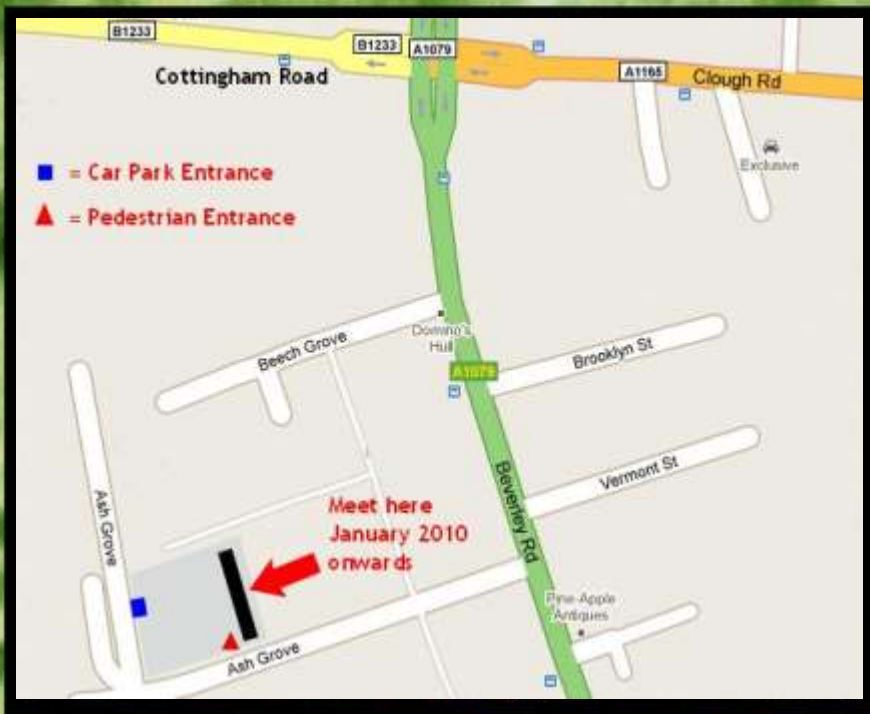 B1233
B1233
A1079
A1165
Cottingham Road
Clough Rd
Exclusive
= Car Park Entrance
= Pedestrian Entrance
Beech Grove
Domino's
Hull
Brooklyn St
A1079
Ash Grove
Vermont St
Beverley Rd
Meet here
January 2010
onwards
Pine-Apple
Antiques
Ash Grove